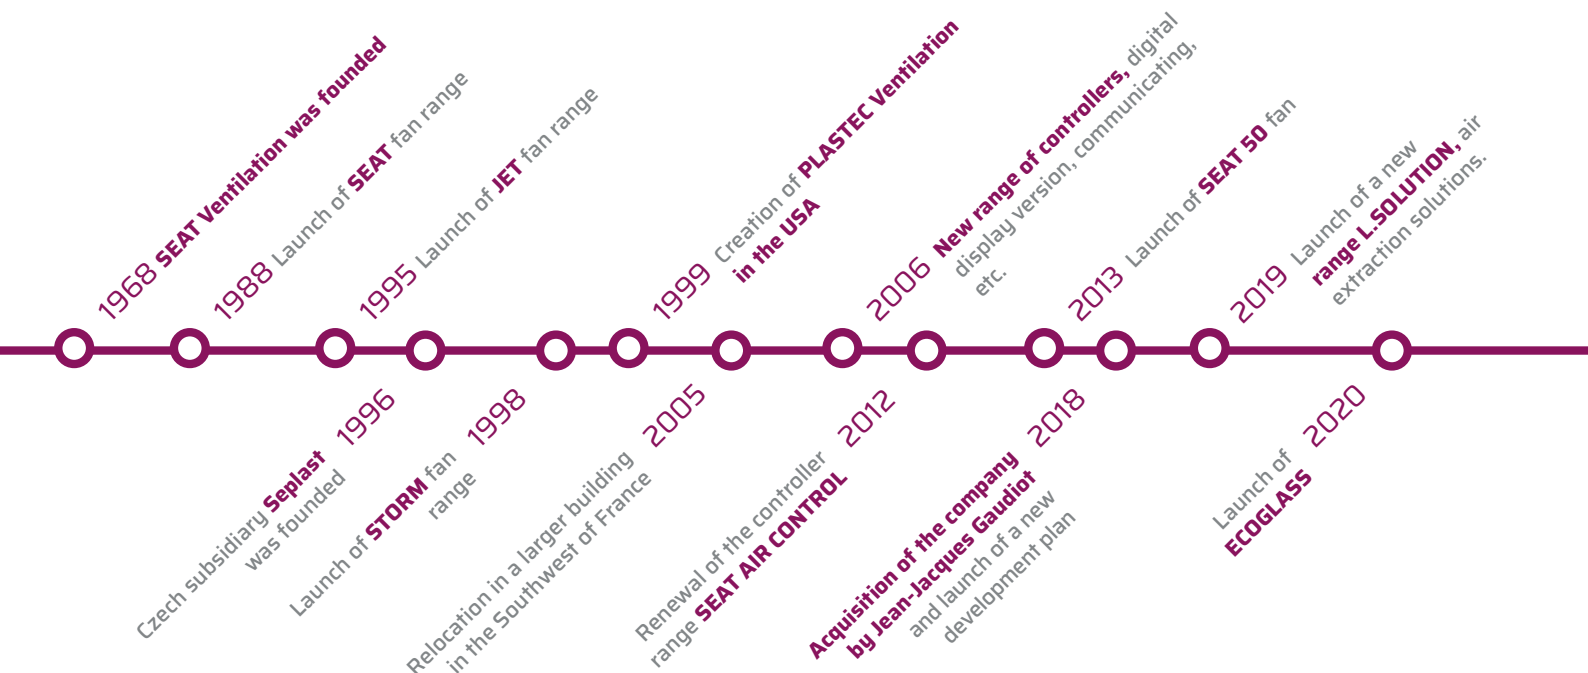 1968 SEAT Ventilation was founded
1988 Launch of SEAT fan range
1995 Launch of JET fan range
1999 Creation of PLASTEC Ventilation
in the USA
2006 New range of controllers, digital
display version, communicating,
etc.
2013 Launch of SEAT 50 fan
2019 Launch of a new
range L.SOLUTION, air
extraction solutions.
1996
Czech subsidiary Seplast
was founded
1998
Launch of STORM fan
range
2005
Relocation in a larger building
in the Southwest of France
2012
Renewal of the controller
range SEAT AIR CONTROL
2018
Acquisition of the company
by Jean-Jacques Gaudiot
and launch of a new
development plan
2020
Launch of
ECOGLASS